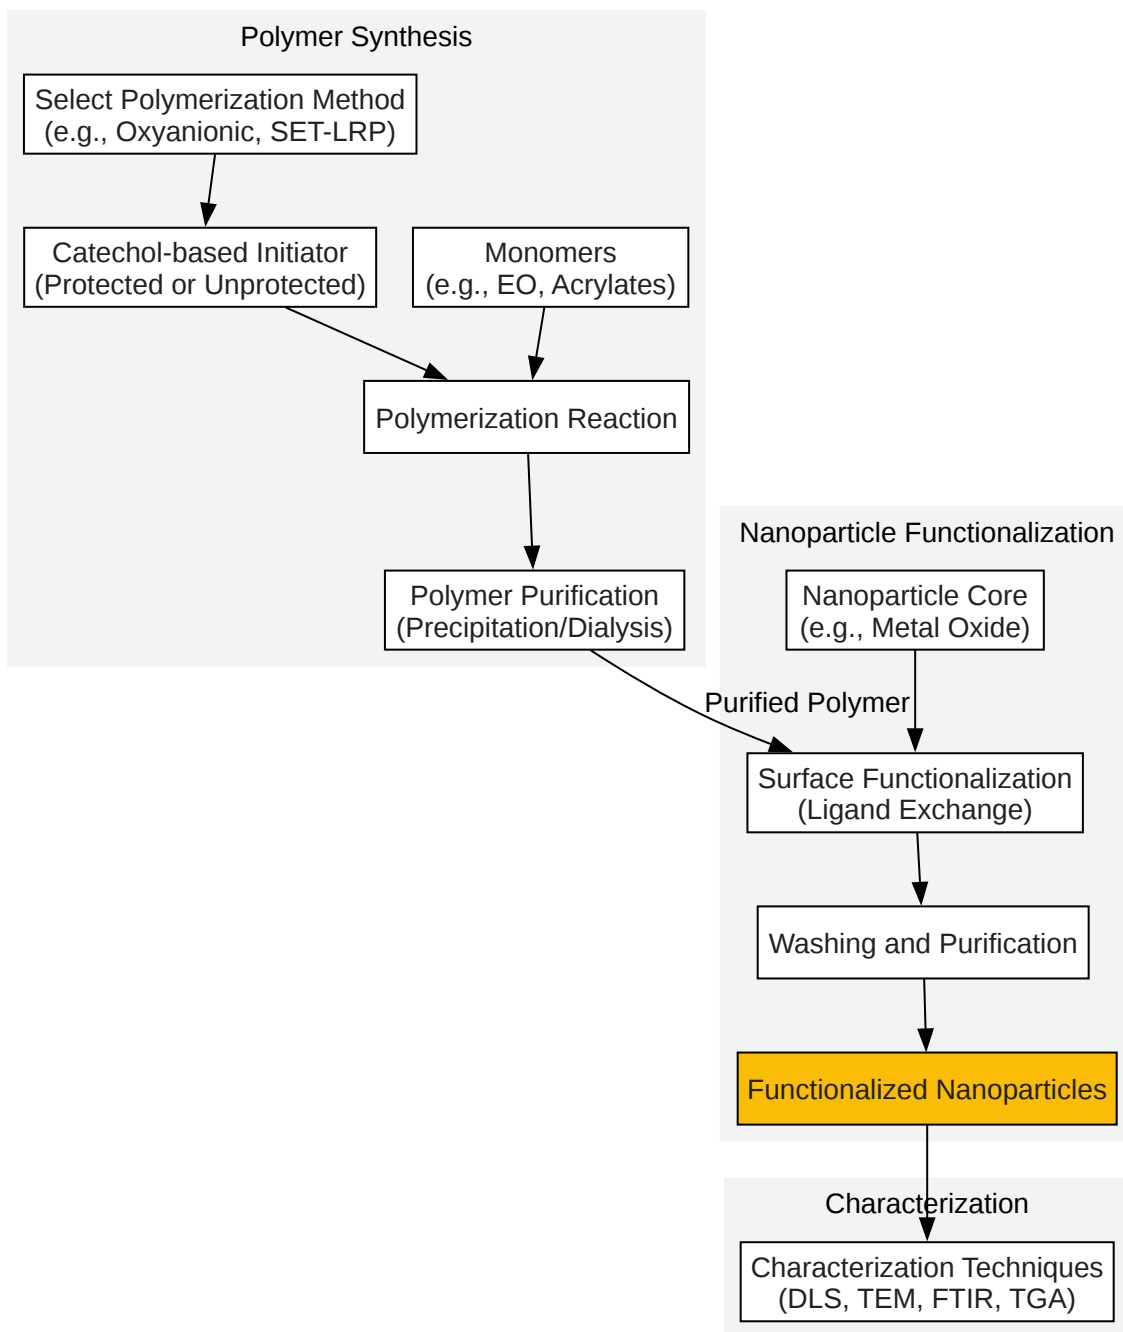 Polymer Synthesis
Select Polymerization Method
(e.g., Oxyanionic, SET-LRP)
Catechol-based Initiator
(Protected or Unprotected)
Monomers
(e.g., EO, Acrylates)
Polymerization Reaction
Polymer Purification
(Precipitation/Dialysis)
Nanoparticle Functionalization
Nanoparticle Core
(e.g., Metal Oxide)
Purified Polymer
Surface Functionalization
(Ligand Exchange)
Washing and Purification
Functionalized Nanoparticles
Characterization
Characterization Techniques
(DLS, TEM, FTIR, TGA)